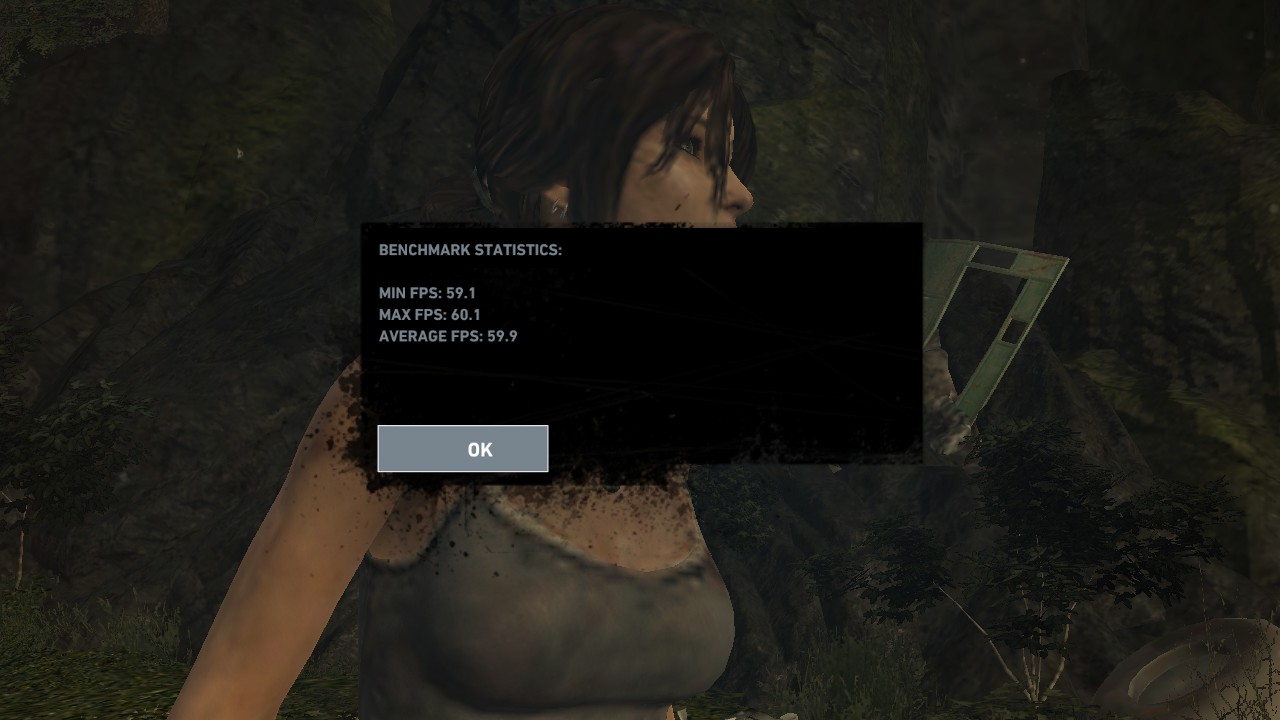 BENCHMARK STATISTICS:
MIN FPS: 59.1
MAX FPS: 60.1
AVERAGE FPS: 59.9
OK